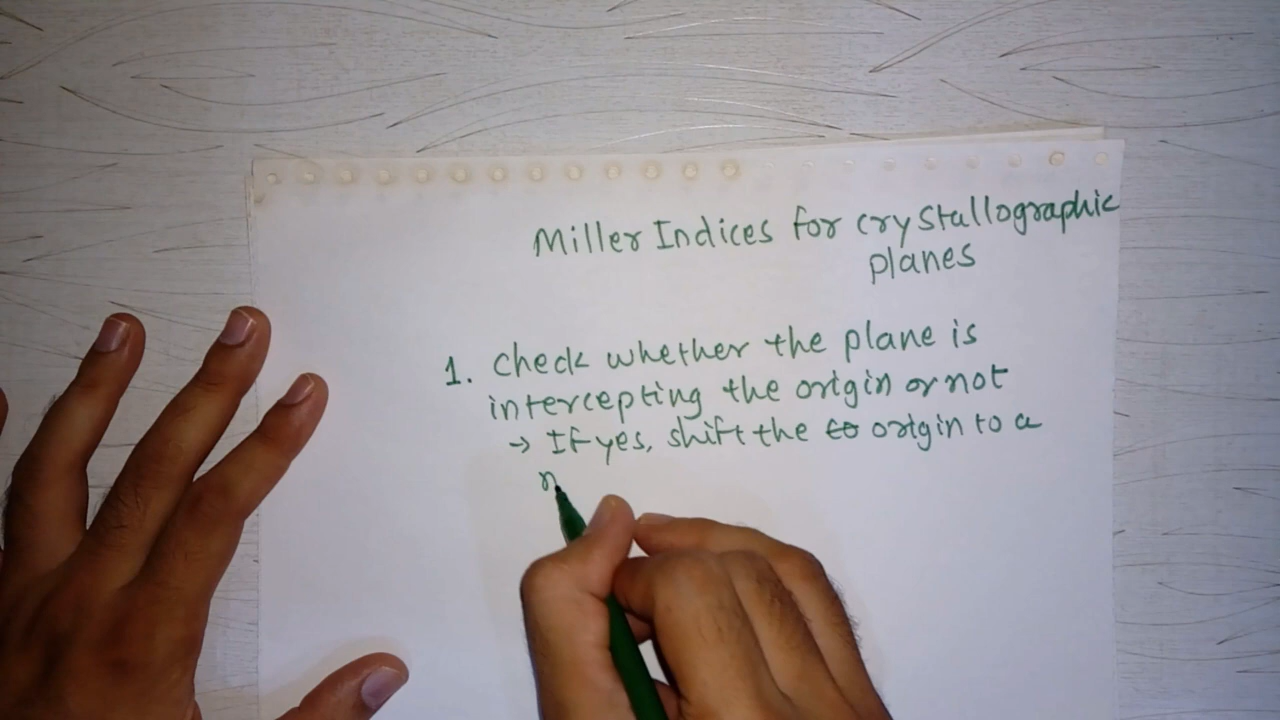 Miller Indices for crystallographic
planes
1. Check whether the plane is
intercepting the origin or not
→ If yes, shift the to origin to a
n